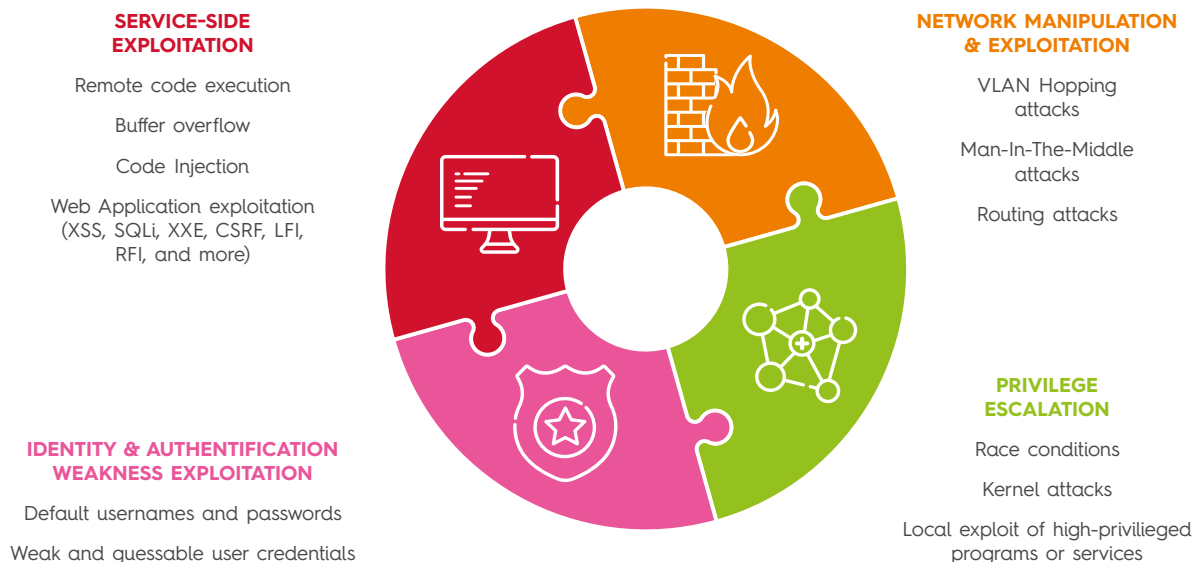 SERVICE-SIDE
EXPLOITATION
Remote code execution
Buffer overflow
Code Injection
Web Application exploitation
(XSS, SQLi, XXE, CSRF, LFI,
RFI, and more)
NETWORK MANIPULATION
& EXPLOITATION
VLAN Hopping
attacks
Man-In-The-Middle
attacks
Routing attacks
IDENTITY & AUTHENTIFICATION
WEAKNESS EXPLOITATION
Default usernames and passwords
Weak and guessable user credentials
PRIVILEGE
ESCALATION
Race conditions
Kernel attacks
Local exploit of high-privilieged
programs or services